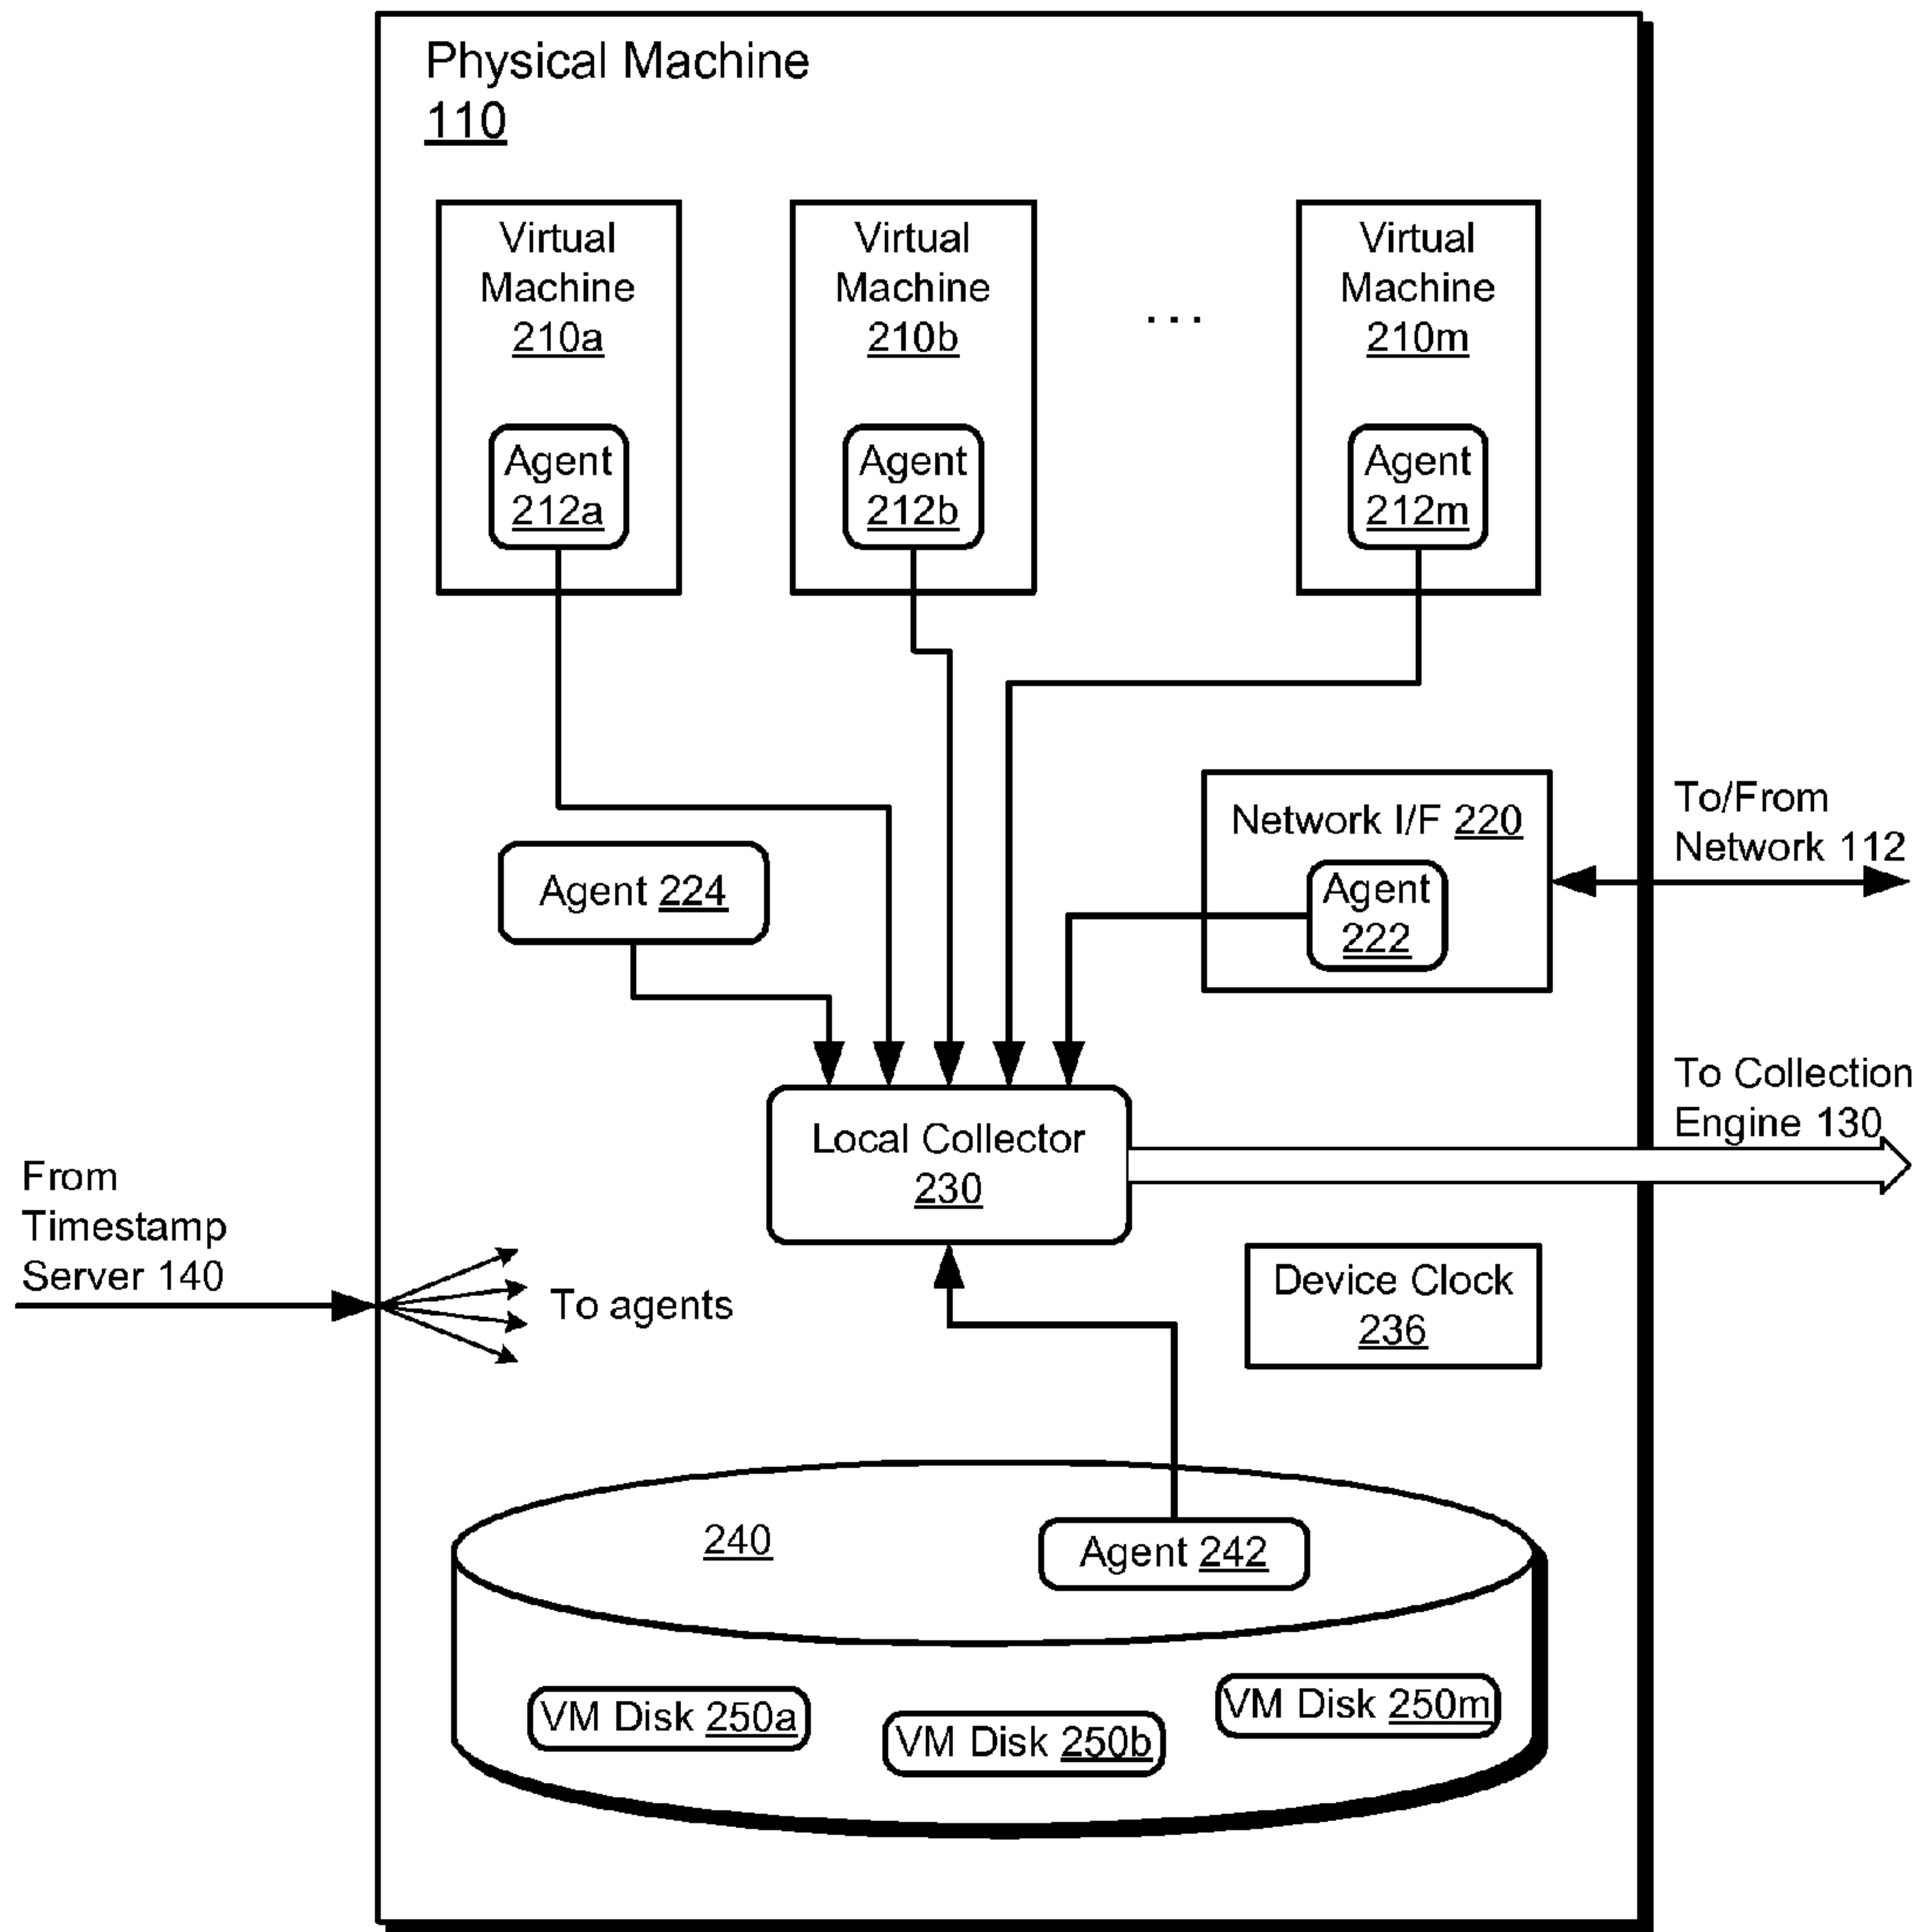 Physical Machine
110
Virtual
Machine
210a
Agent
212a
Virtual
Machine
210b
Agent
212b
...
Virtual
Machine
210m
Agent
212m
Network I/F 220
Agent
222
To/From
Network 112
Agent 224
Local Collector
230
To Collection
Engine 130
From
Timestamp
Server 140
To agents
Device Clock
236
240
Agent 242
VM Disk 250a
VM Disk 250b
VM Disk 250m